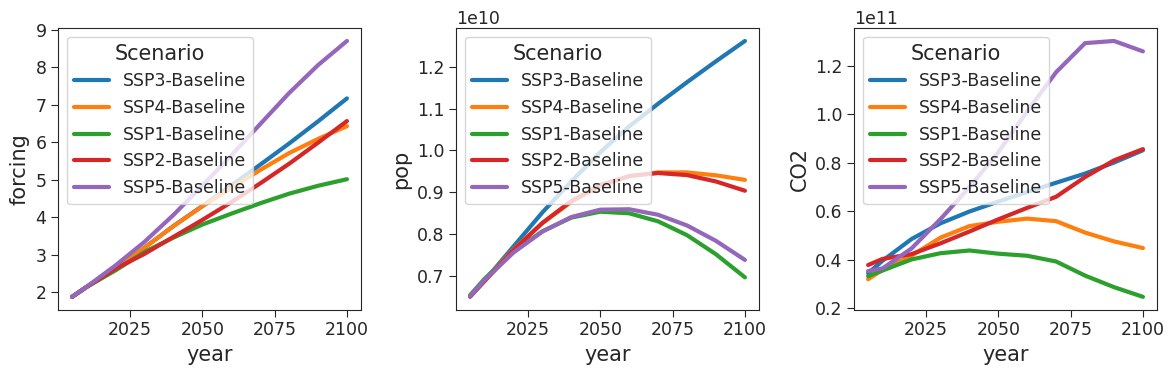 Scenario
SSP3-Baseline
SSP4-Baseline
SSP1-Baseline
SSP2-Baseline
SSP5-Baseline
9
8
7
6
5
4
3
2
forcing
2025 2050 2075 2100
year
1e10
Scenario
SSP3-Baseline
SSP4-Baseline
SSP1-Baseline
SSP2-Baseline
SSP5-Baseline
1.2
1.1
1.0
0.9
0.8
0.7
pop
2025 2050 2075 2100
year
1e11
Scenario
SSP3-Baseline
SSP4-Baseline
SSP1-Baseline
SSP2-Baseline
SSP5-Baseline
1.2
1.0
0.8
0.6
0.4
0.2
CO2
2025 2050 2075 2100
year